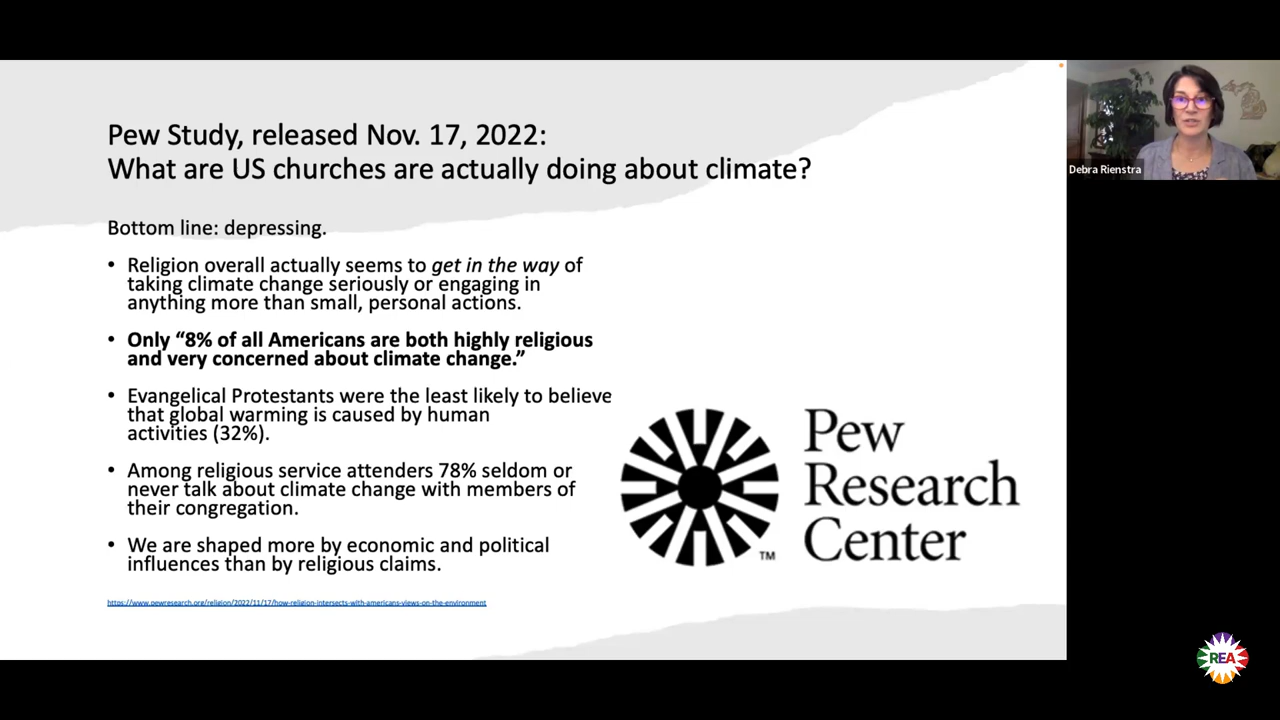 Pew Study, released Nov. 17, 2022:
What are US churches are actually doing about climate?
Bottom line: depressing.
• Religion overall actually seems to get in the way of
taking climate change seriously or engaging in
anything more than small, personal actions.
• Only “8% of all Americans are both highly religious
and very concerned about climate change.”
• Evangelical Protestants were the least likely to believe
that global warming is caused by human
activities (32%).
• Among religious service attenders 78% seldom or
never talk about climate change with members of
their congregation.
• We are shaped more by economic and political
influences than by religious claims.
https://www.pewresearch.org/religion/2022/11/17/how-religion-intersects-with-americans-views-on-the-environment
Pew
Research
Center
TM
Debra Rienstra
REA